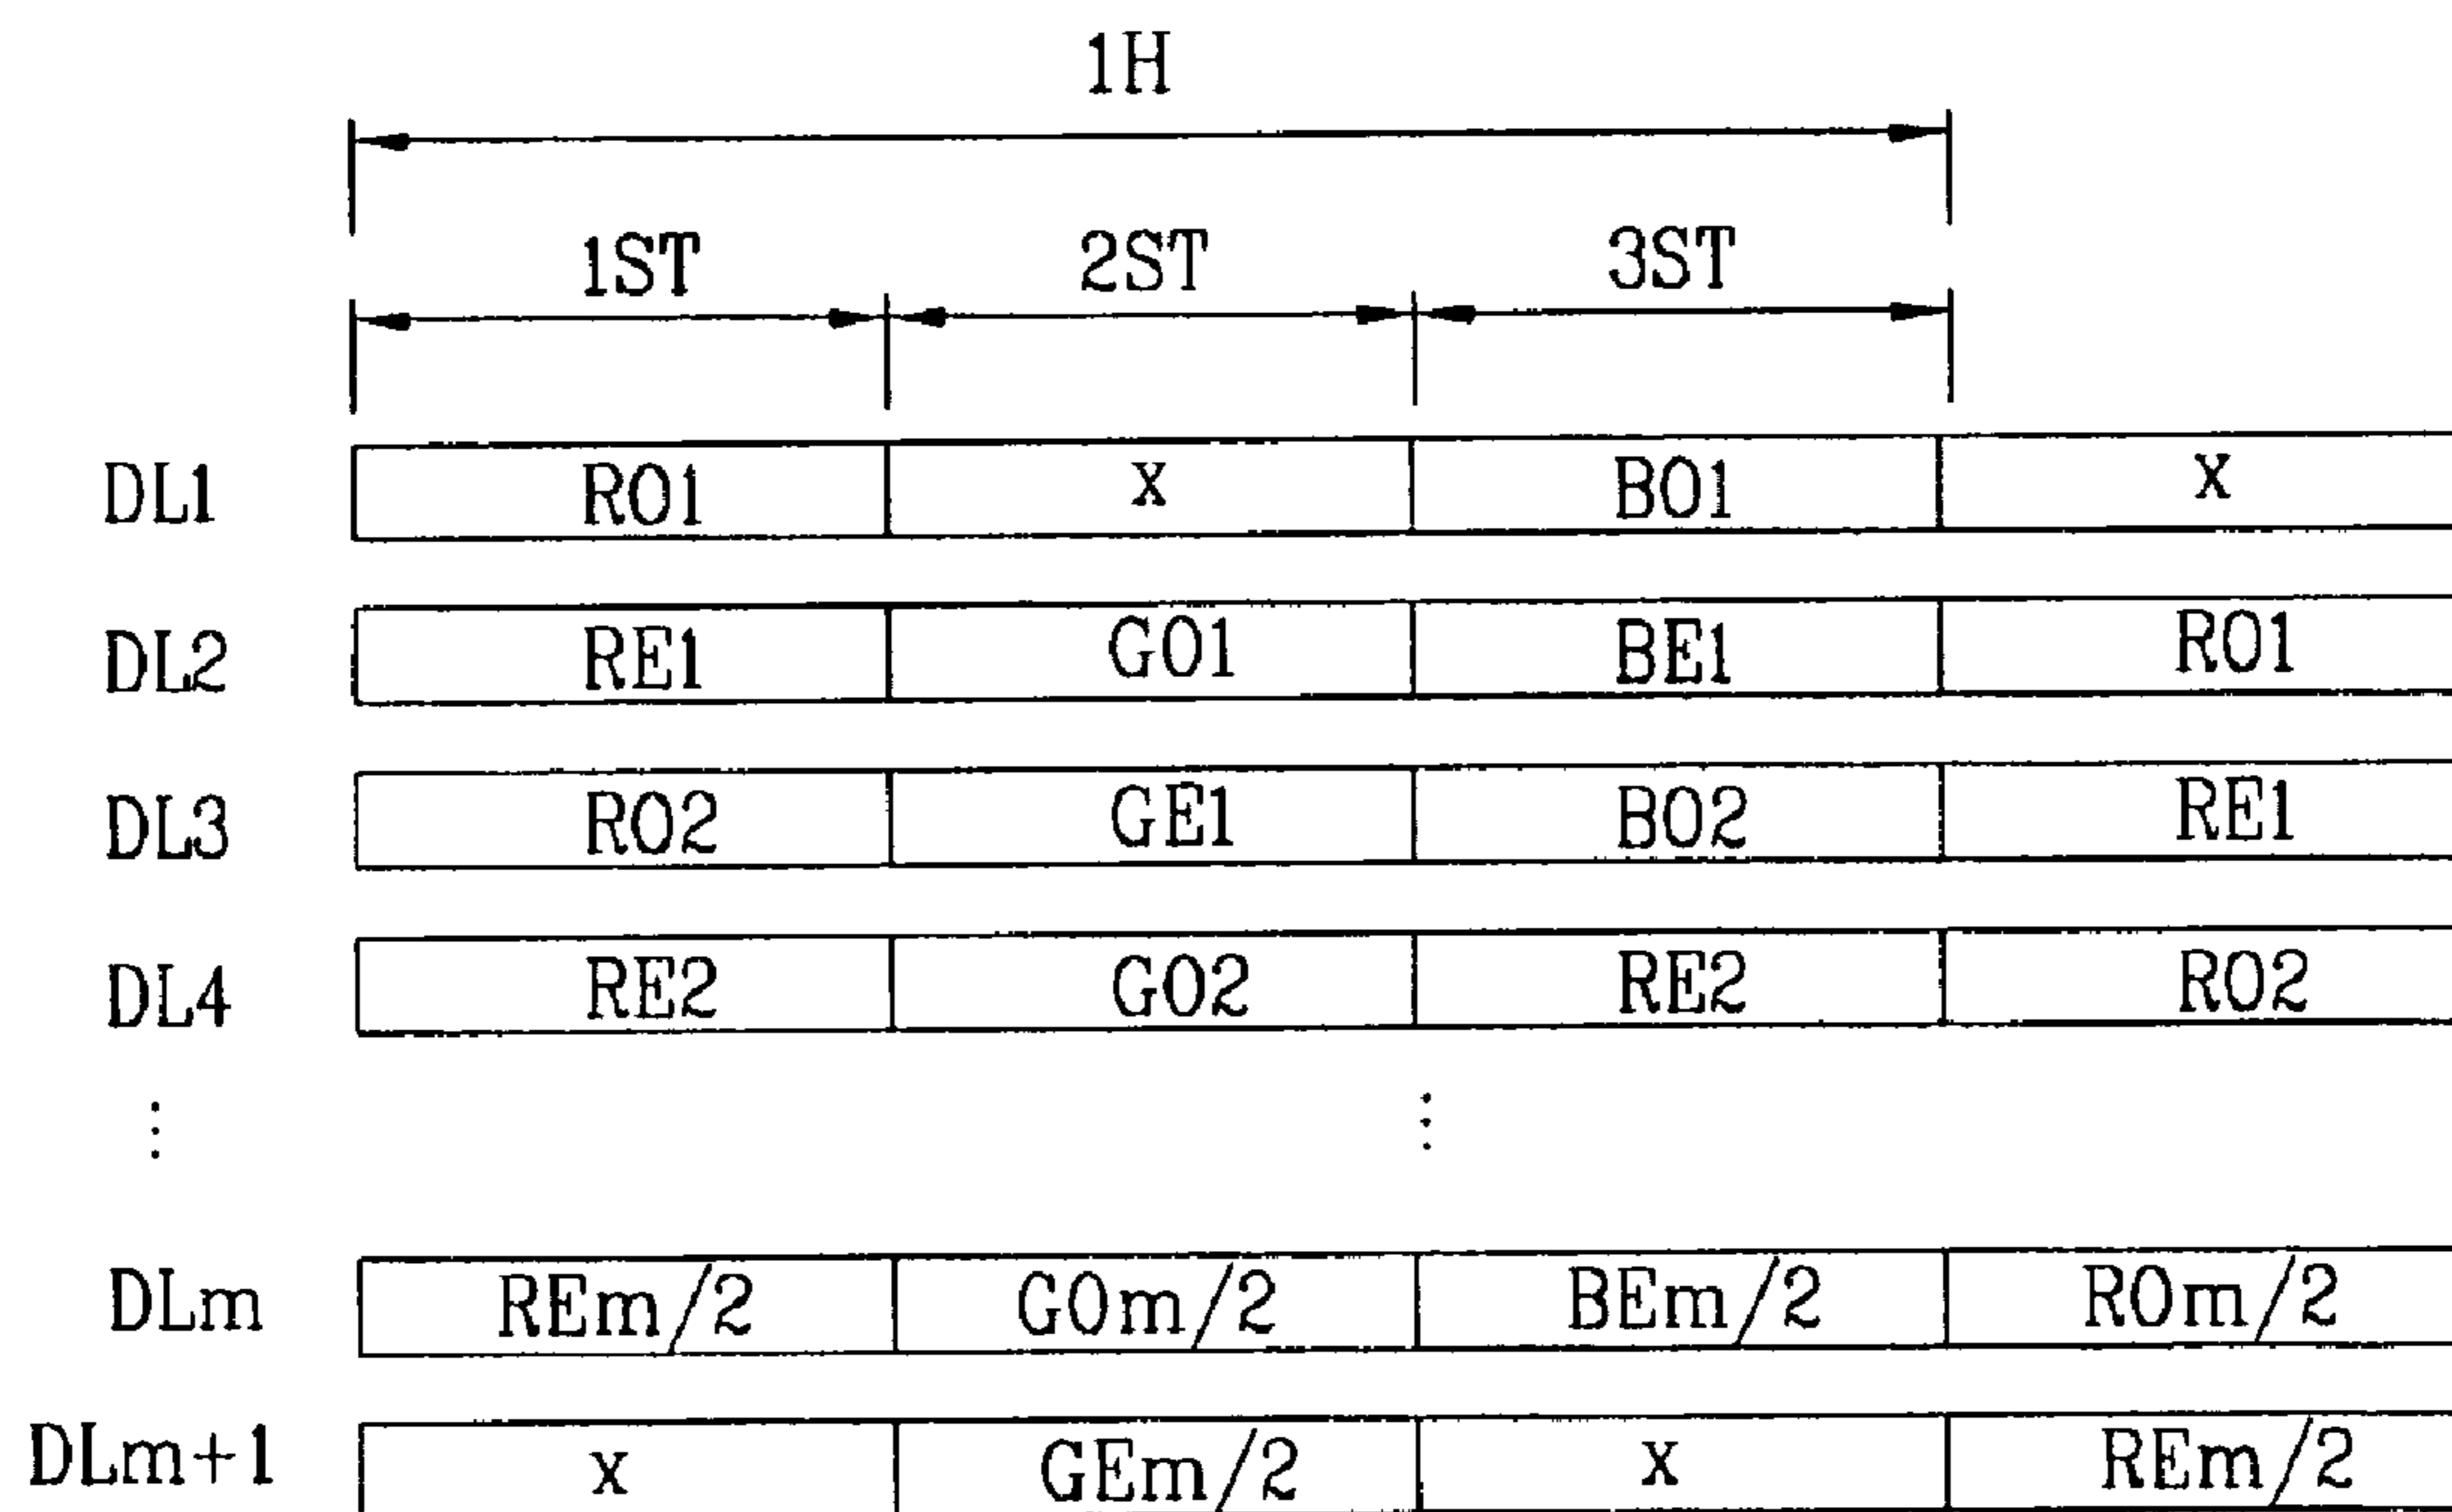 1H
1ST 2ST 3ST
DL1 RO1 x BO1 x
DL2 RE1 GO1 BE1 RO1
DL3 RO2 GE1 BO2 RE1
DL4 RE2 GO2 RE2 RO2
⋮ ⋮
DLm REm/2 GOm/2 BEm/2 ROm/2
DLm+1 x GEm/2 x REm/2